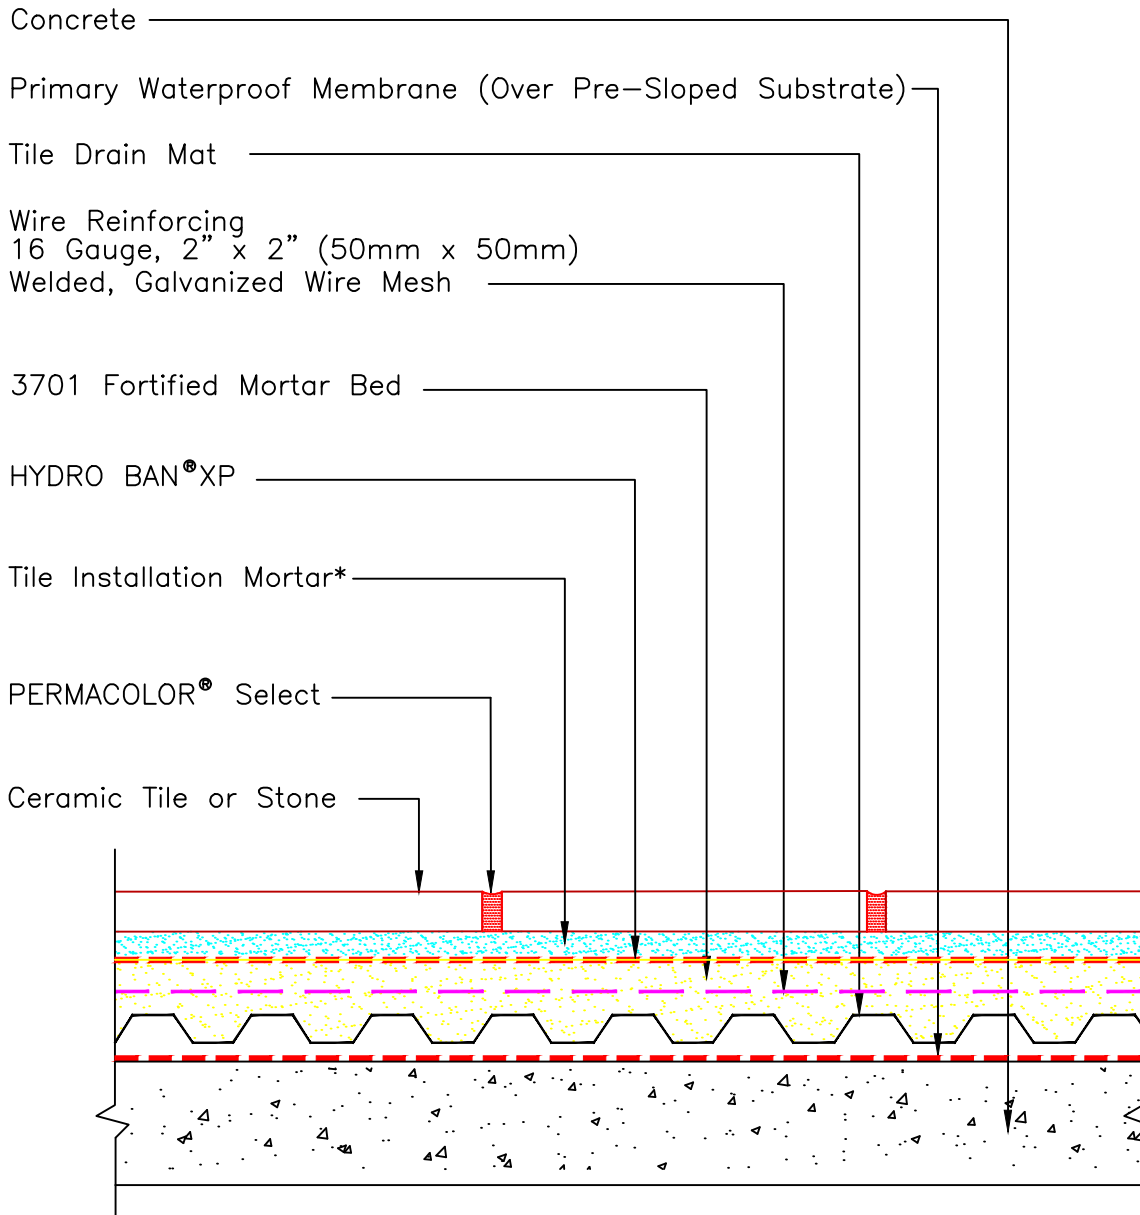 Concrete
Primary Waterproof Membrane (Over Pre-Sloped Substrate)
Tile Drain Mat
Wire Reinforcing
16 Gauge, 2” x 2” (50mm x 50mm)
Welded, Galvanized Wire Mesh
3701 Fortified Mortar Bed
HYDRO BAN®XP
Tile Installation Mortar*
PERMACOLOR® Select
Ceramic Tile or Stone